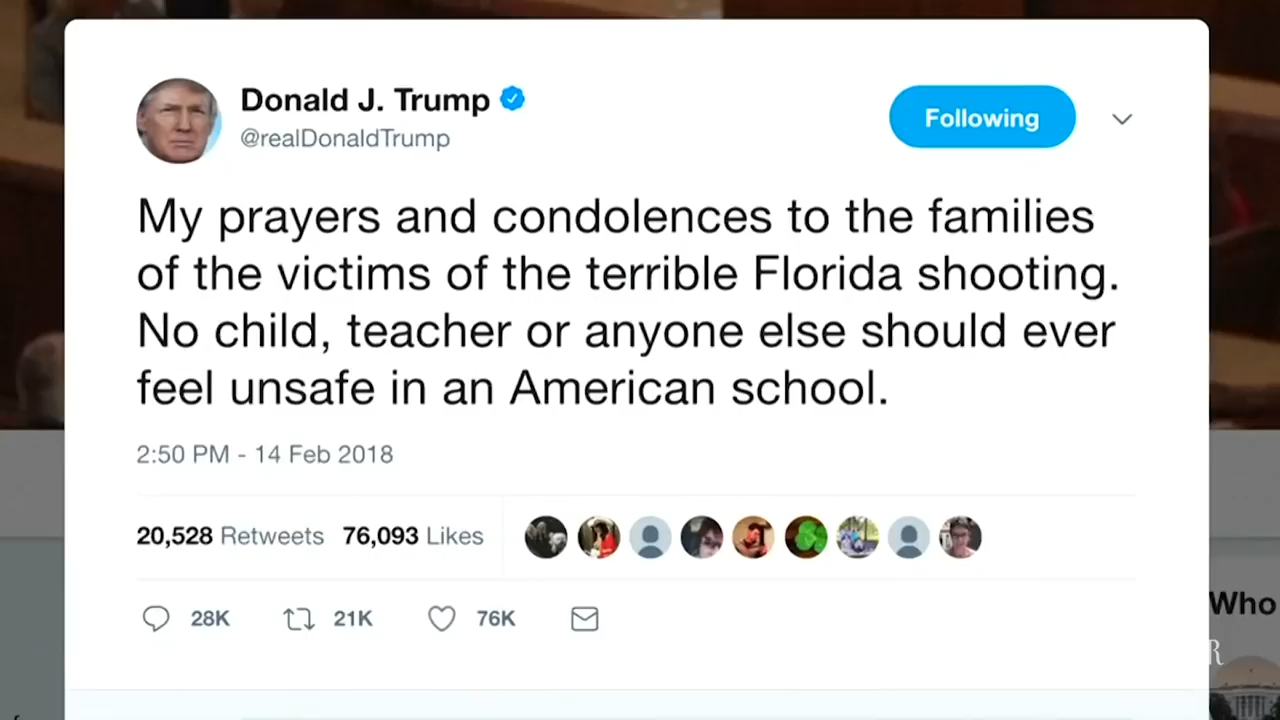 Donald J. Trump
@realDonaldTrump
Following
My prayers and condolences to the families
of the victims of the terrible Florida shooting.
No child, teacher or anyone else should ever
feel unsafe in an American school.
2:50 PM - 14 Feb 2018
20,528 Retweets 76,093 Likes
28K 21K 76K
Who
R